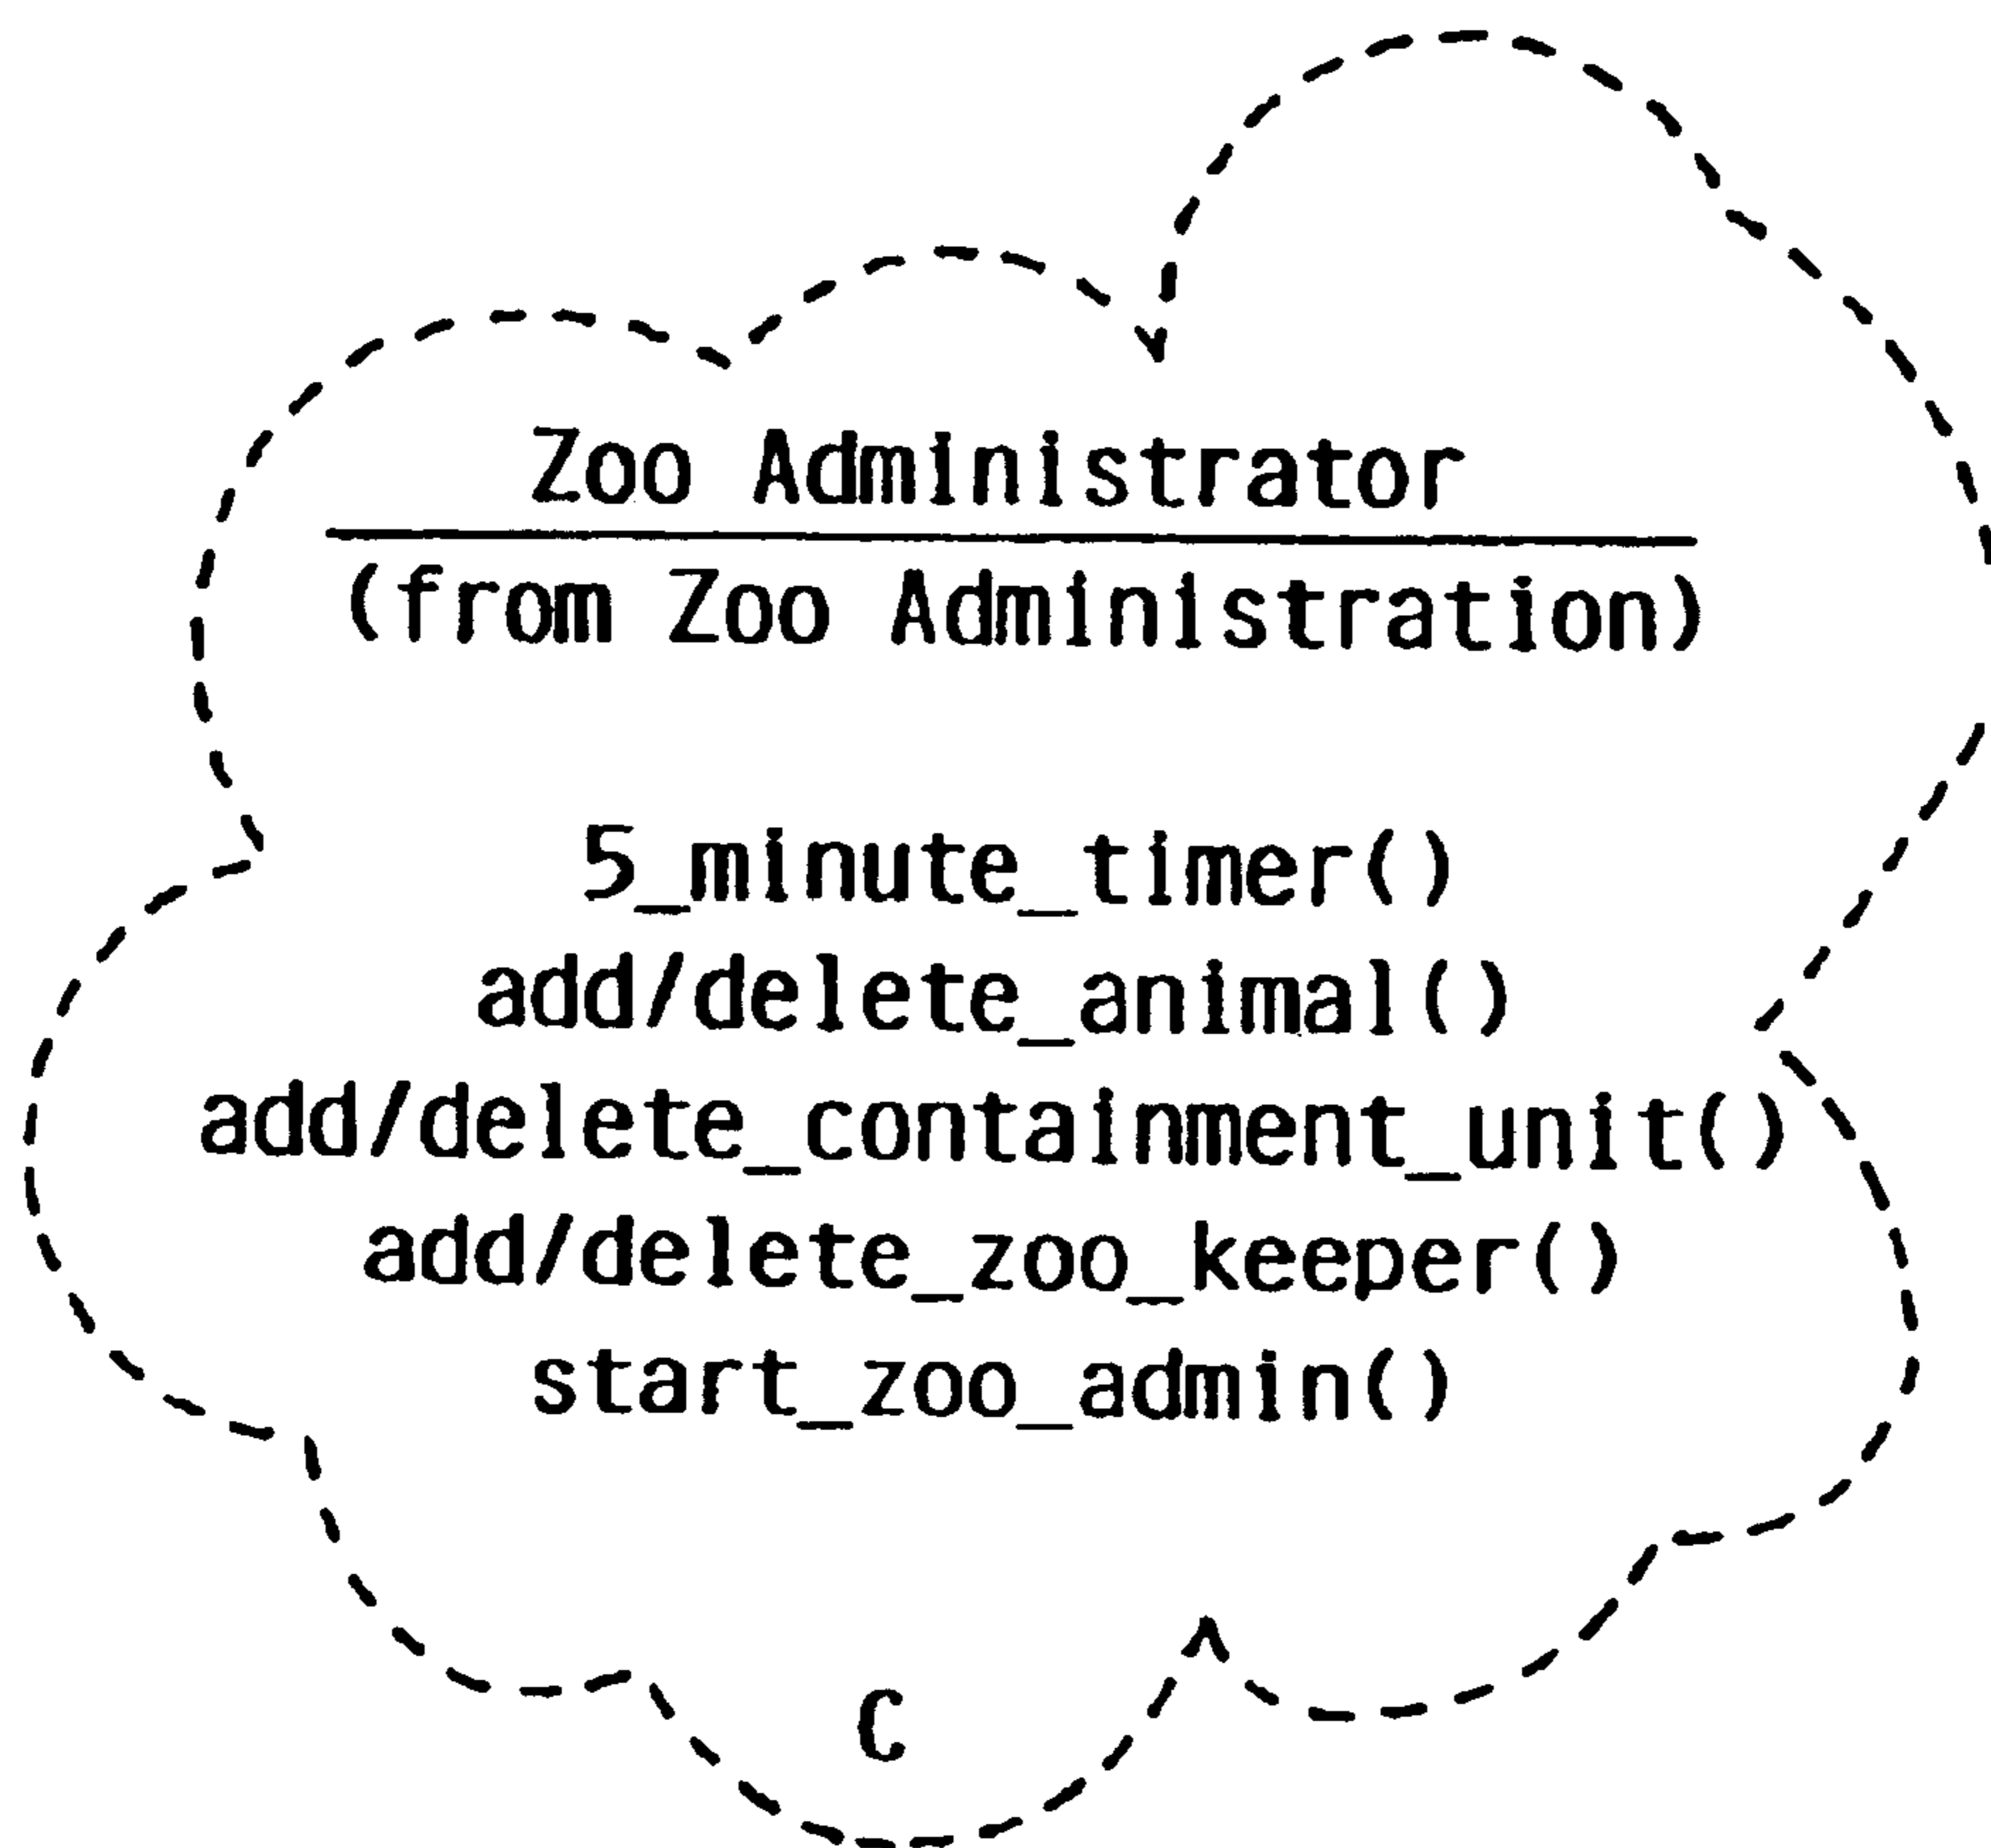 Zoo Administrator
(from Zoo Administration)
5_minute_timer()
add/delete_animal()
add/delete_containment_unit()
add/delete_zoo_keeper()
start_zoo_admin()
C